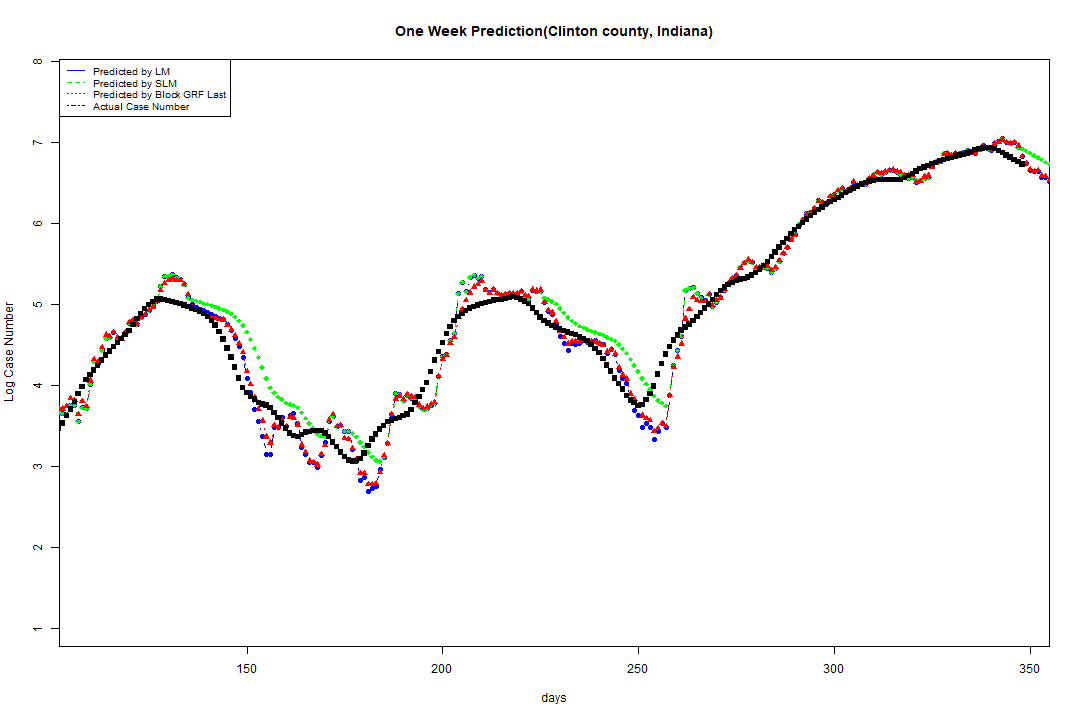 One Week Prediction(Clinton county, Indiana)
Predicted by LM
Predicted by SLM
Predicted by Block GRF Last
Actual Case Number
8
7
6
5
4
3
2
1
Log Case Number
150 200 250 300 350
days